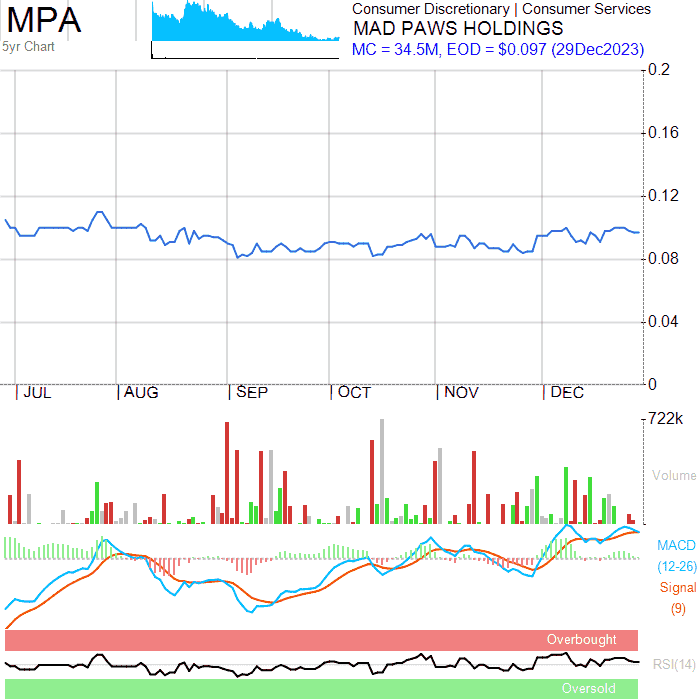 MPA
5yr Chart
Consumer Discretionary | Consumer Services
MAD PAWS HOLDINGS
MC = 34.5M, EOD = $0.097 (29Dec2023)
0.2
0.16
0.12
0.08
0.04
0
JUL AUG SEP OCT NOV DEC
722k
Volume
MACD
(12-26)
Signal
(9)
Overbought
RSI(14)
Oversold